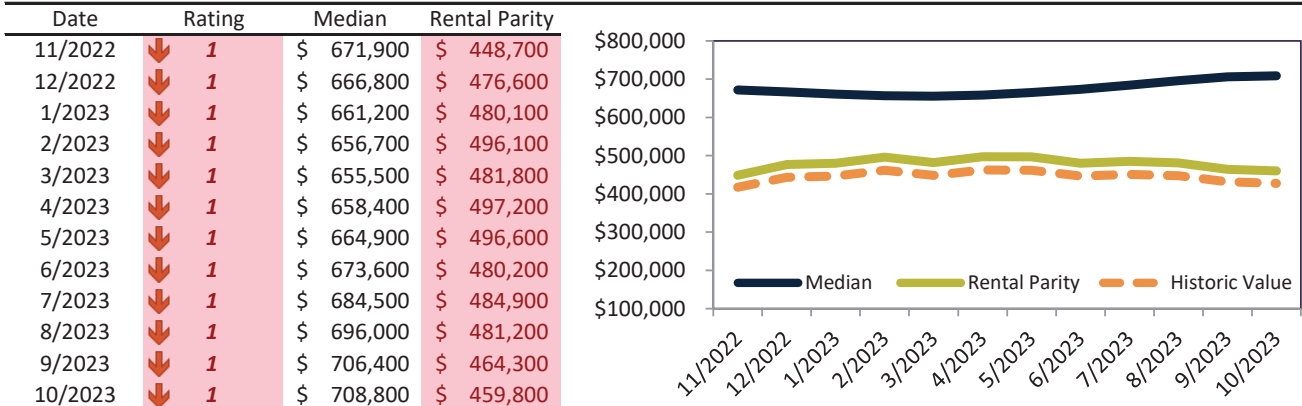 Date Rating Median Rental Parity
11/2022 1 $ 671,900 $ 448,700
12/2022 1 $ 666,800 $ 476,600
1/2023 1 $ 661,200 $ 480,100
2/2023 1 $ 656,700 $ 496,100
3/2023 1 $ 655,500 $ 481,800
4/2023 1 $ 658,400 $ 497,200
5/2023 1 $ 664,900 $ 496,600
6/2023 1 $ 673,600 $ 480,200
7/2023 1 $ 684,500 $ 484,900
8/2023 1 $ 696,000 $ 481,200
9/2023 1 $ 706,400 $ 464,300
10/2023 1 $ 708,800 $ 459,800
$800,000
$700,000
$600,000
$500,000
$400,000
$300,000
$200,000
$100,000
Median Rental Parity Historic Value
11/2022 12/2022 1/2023 2/2023 3/2023 4/2023 5/2023 6/2023 7/2023 8/2023 9/2023 10/2023